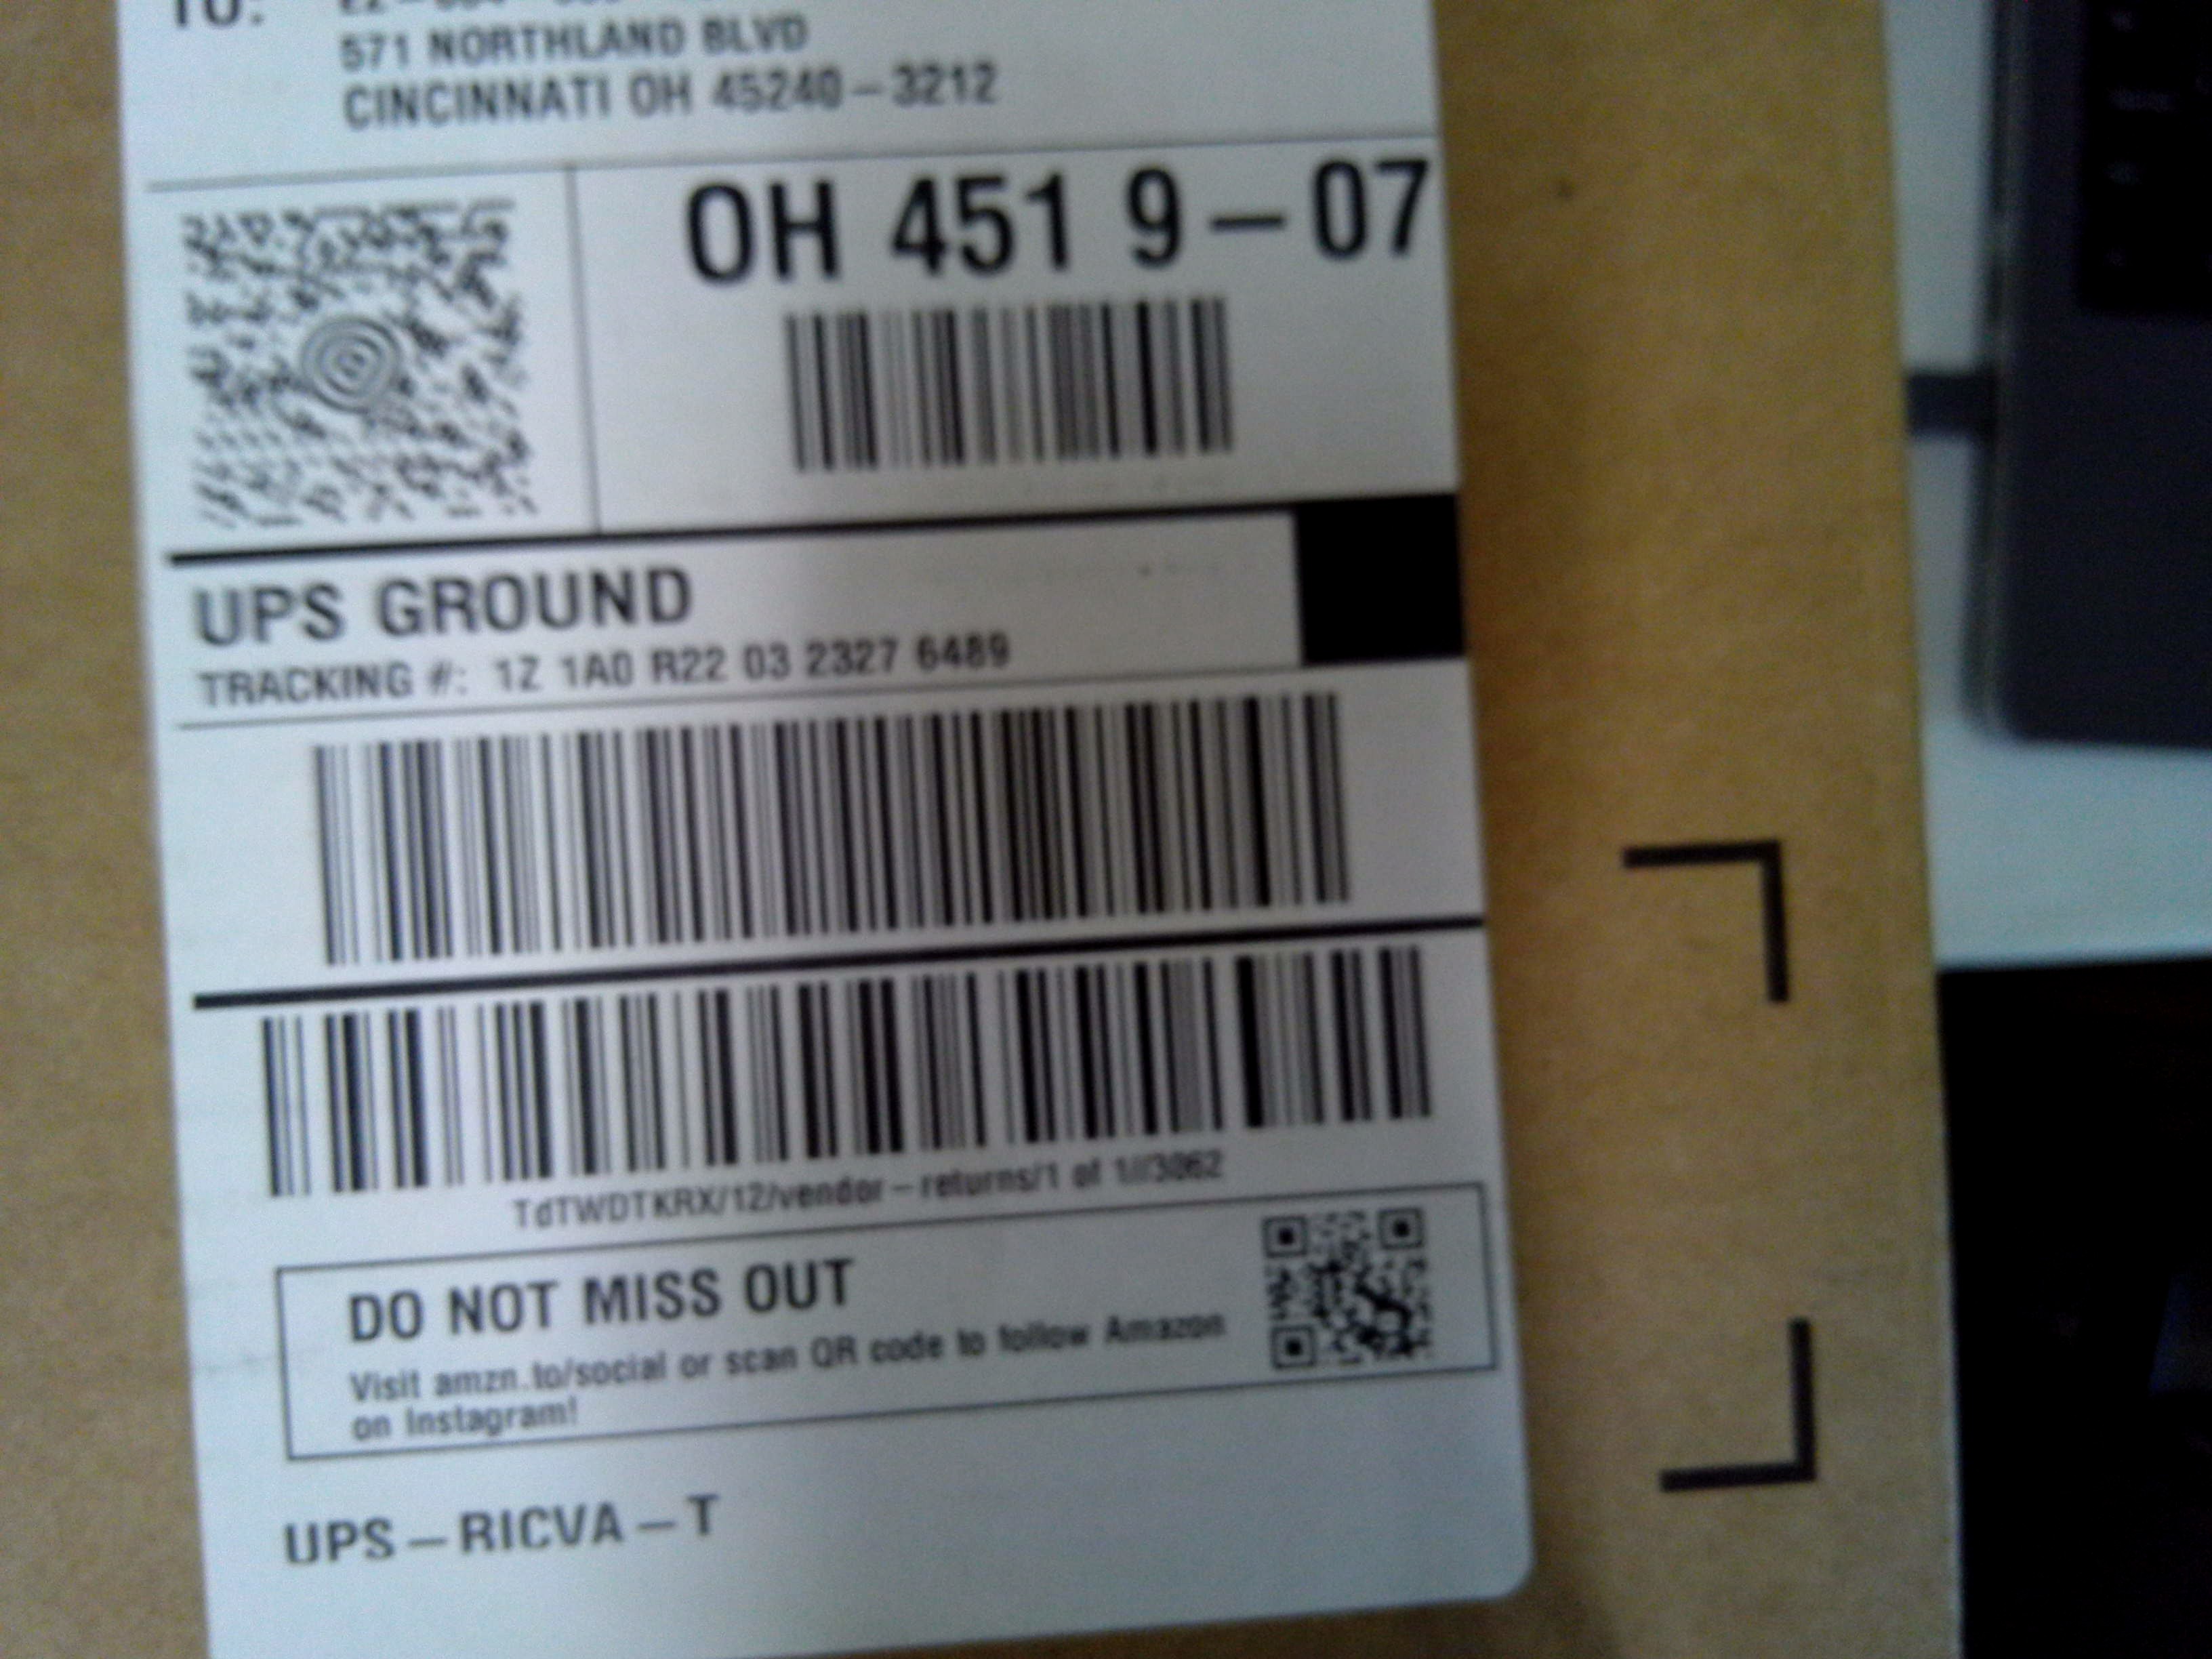 TO:
571 NORTHLAND BLVD
CINCINNATI OH 45240-3212
OH 451 9-07
UPS GROUND
TRACKING #: 1Z 1A0 R22 03 2327 6489
TdTWDTKRX/12/vendor-returns/1 of 1//3062
DO NOT MISS OUT
Visit amzn.to/social or scan QR code to follow Amazon
on Instagram!
UPS-RICVA-T